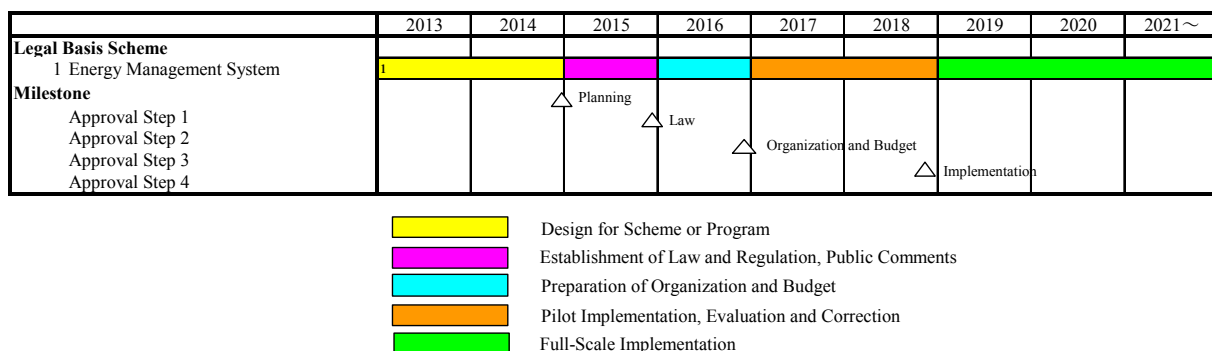 2013 2014 2015 2016 2017 2018 2019 2020 2021～
Legal Basis Scheme
1 Energy Management System 1
Milestone
Planning
Approval Step 1
Law
Approval Step 2
Organization and Budget
Approval Step 3
Implementation
Approval Step 4
Design for Scheme or Program
Establishment of Law and Regulation, Public Comments
Preparation of Organization and Budget
Pilot Implementation, Evaluation and Correction
Full-Scale Implementation